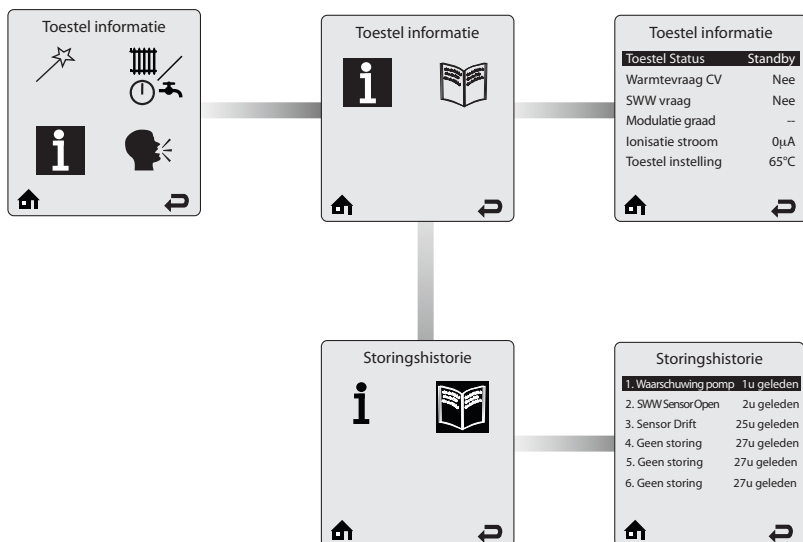 Toestel informatie
Toestel informatie
Toestel informatie
Toestel Status Standby
Warmtevraag CV Nee
SWW vraag Nee
Modulatie graad --
Ionisatie stroom 0µA
Toestel instelling 65°C
Storingshistorie
Storingshistorie
1. Waarschuwing pomp 1u geleden
2. SWW Sensor Open 2u geleden
3. Sensor Drift 25u geleden
4. Geen storing 27u geleden
5. Geen storing 27u geleden
6. Geen storing 27u geleden